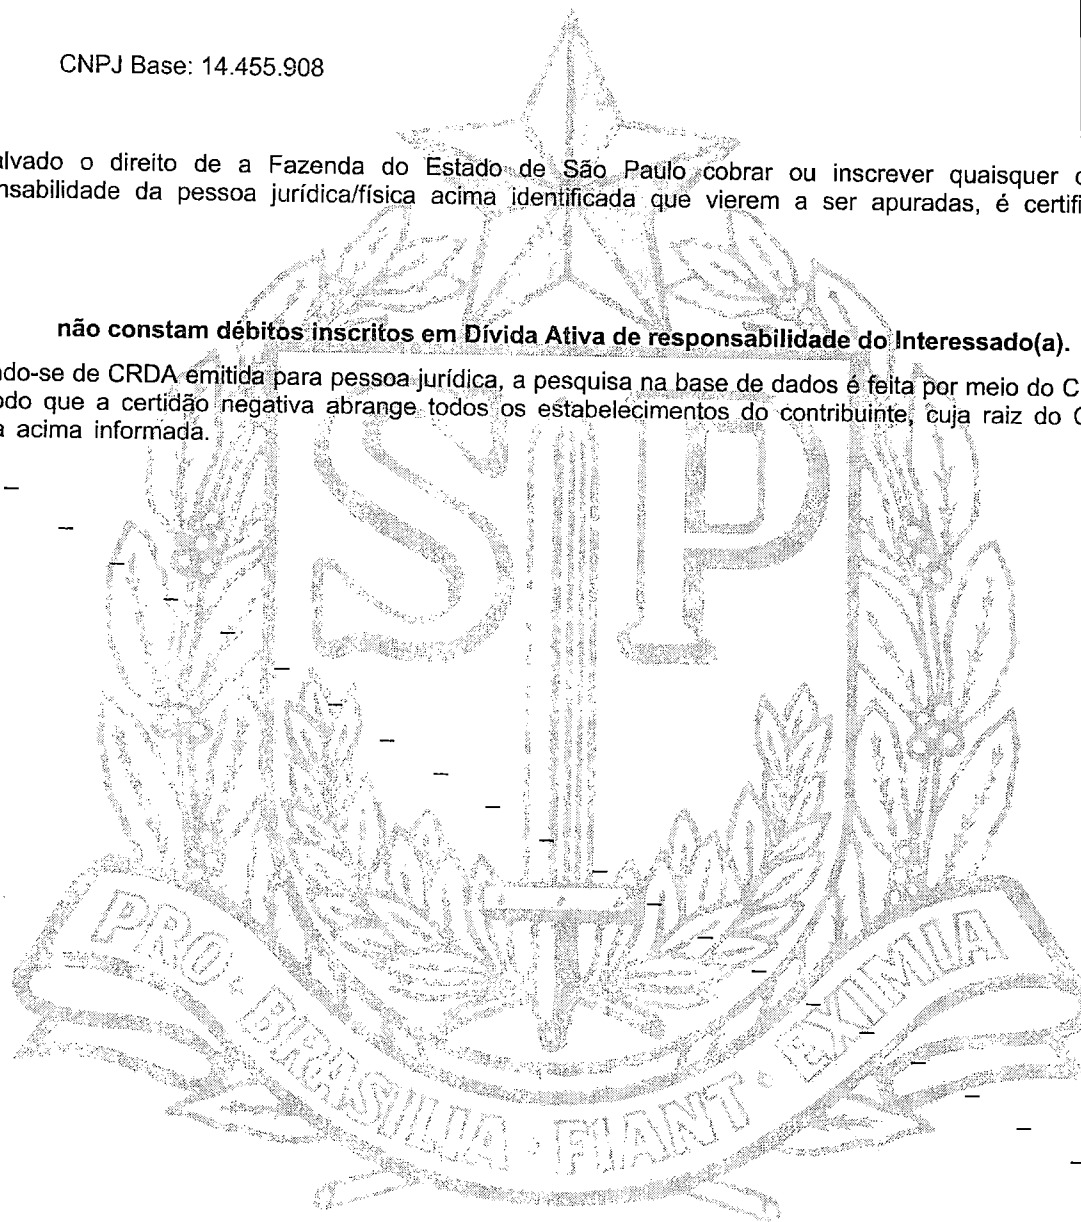 CNPJ Base: 14.455.908
alvado o direito de a Fazenda do Estado de São Paulo cobrar ou inscrever quaisquer
nsabilidade da pessoa jurídica/física acima identificada que vierem a ser apuradas, é certifi
não constam débitos inscritos em Dívida Ativa de responsabilidade do Interessado(a).
ndo-se de CRDA emitida para pessoa jurídica, a pesquisa na base de dados é feita por meio do C
odo que a certidão negativa abrange todos os estabelecimentos do contribuinte, cuja raiz do
a acima informada.
SP
PRO · BRASILIA · FIANT · EXIMIA